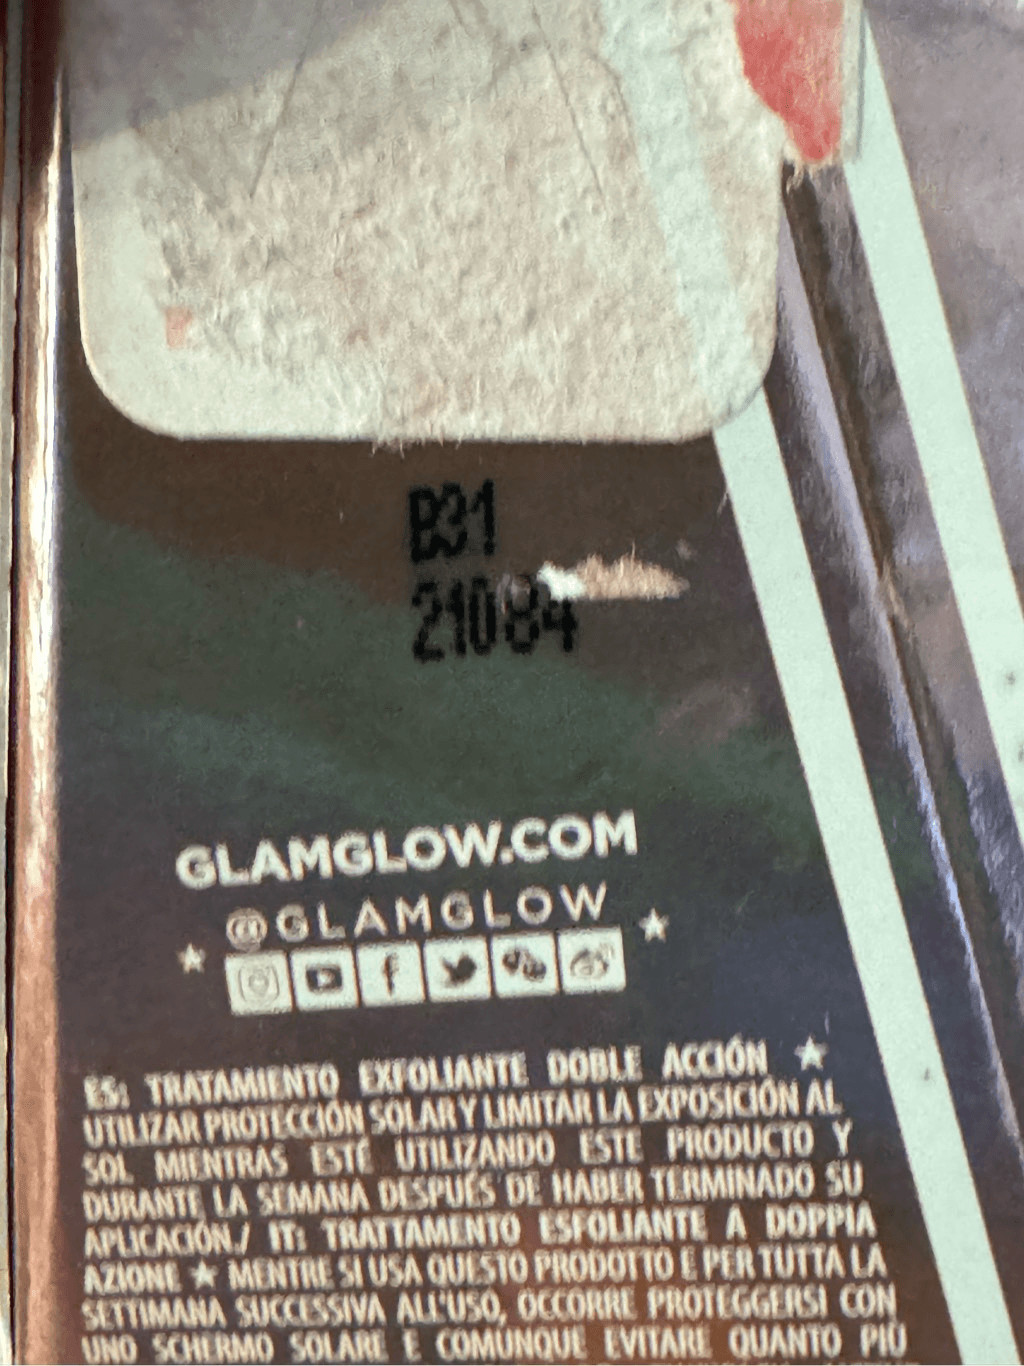 B31
21084
GLAMGLOW.COM
@GLAMGLOW
ES: TRATAMIENTO EXFOLIANTE DOBLE ACCIÓN ★
UTILIZAR PROTECCIÓN SOLAR Y LIMITAR LA EXPOSICIÓN AL
SOL MIENTRAS ESTÉ UTILIZANDO ESTE PRODUCTO Y
DURANTE LA SEMANA DESPUÉS DE HABER TERMINADO SU
APLICACIÓN./ IT: TRATTAMENTO ESFOLIANTE A DOPPIA
AZIONE ★ MENTRE SI USA QUESTO PRODOTTO E PER TUTTA LA
SETTIMANA SUCCESSIVA ALL'USO, OCCORRE PROTEGGERSI CON
UNO SCHERMO SOLARE E COMUNQUE EVITARE QUANTO PIÙ